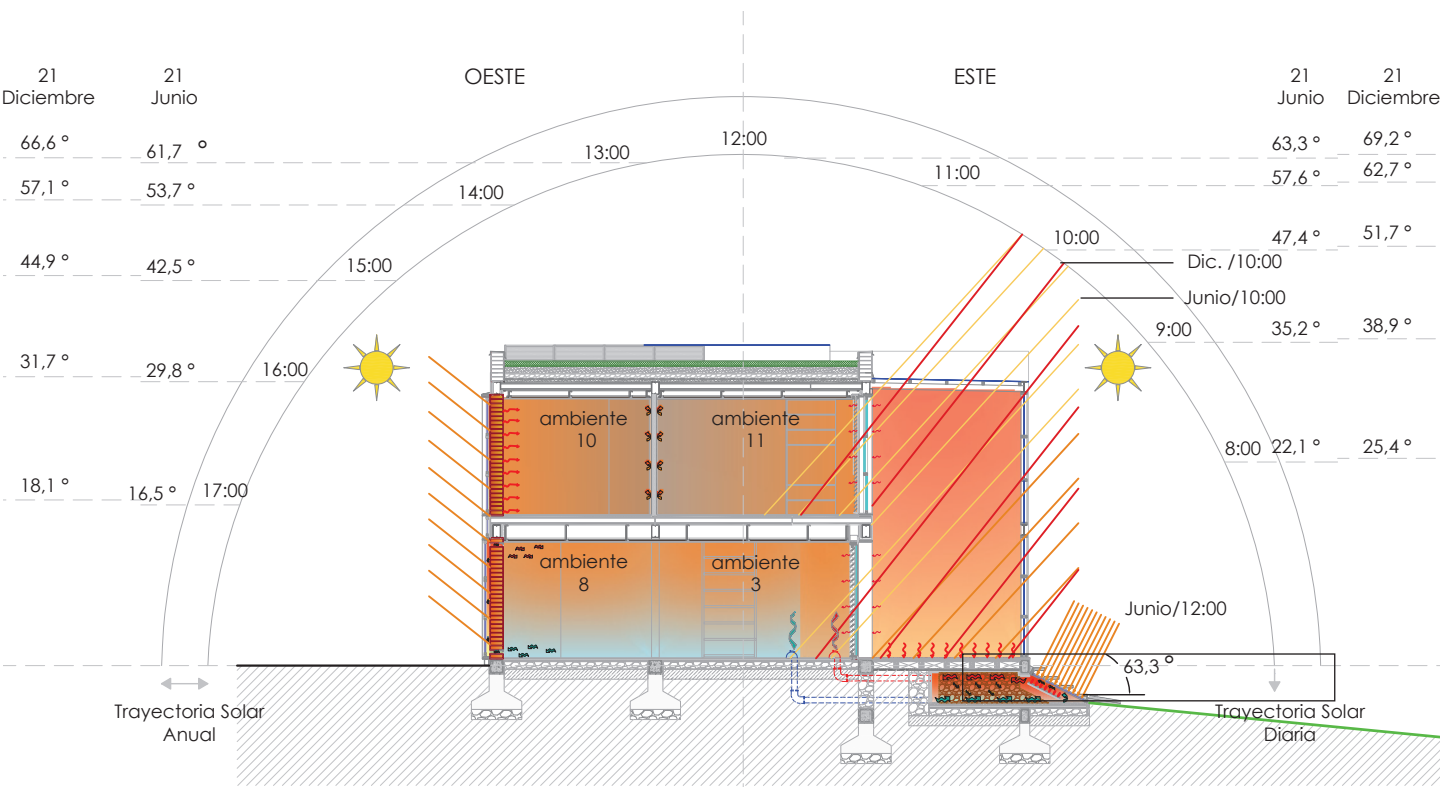 21
Diciembre
21
Junio
OESTE
ESTE
21
Junio
21
Diciembre
66,6 °
61,7 °
13:00
12:00
63,3 °
69,2 °
57,1 °
53,7 °
14:00
11:00
57,6 °
62,7 °
44,9 °
42,5 °
15:00
10:00
47,4 °
51,7 °
Dic. /10:00
Junio/10:00
31,7 °
29,8 °
16:00
9:00
35,2 °
38,9 °
ambiente
10
ambiente
11
18,1 °
16,5 °
17:00
8:00
22,1 °
25,4 °
ambiente
8
ambiente
3
Junio/12:00
63,3 °
Trayectoria Solar
Anual
Trayectoria Solar
Diaria